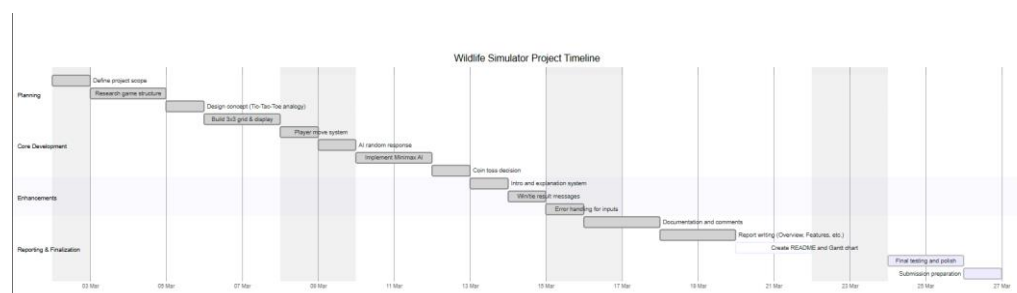 Wildlife Simulator Project Timeline
Define project scope
Planning
Research game structure
Design concept (Tic-Tac-Toe analogy)
Build 3x3 grid & display
Player move system
Core Development
AI random response
Implement Minimax AI
Coin toss decision
Intro and explanation system
Enhancements
Win/tie result messages
Error handling for inputs
Documentation and comments
Report writing (Overview, Features, etc.)
Reporting & Finalization
Create README and Gantt chart
Final testing and polish
Submission preparation
03 Mar 05 Mar 07 Mar 09 Mar 11 Mar 13 Mar 15 Mar 17 Mar 19 Mar 21 Mar 23 Mar 25 Mar 27 Mar